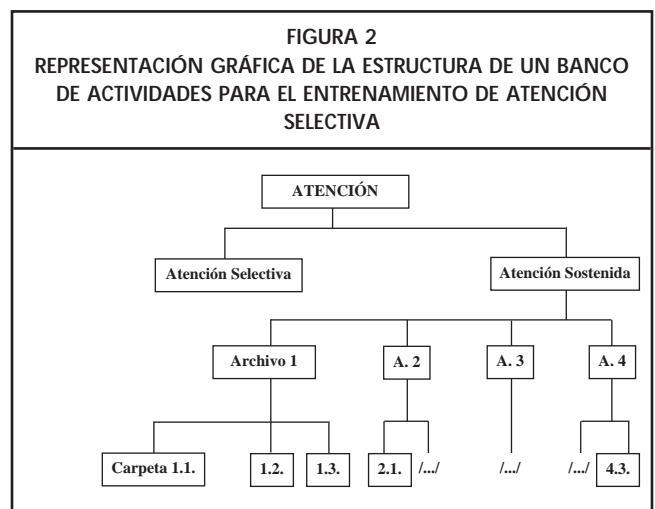 FIGURA 2
REPRESENTACIÓN GRÁFICA DE LA ESTRUCTURA DE UN BANCO
DE ACTIVIDADES PARA EL ENTRENAMIENTO DE ATENCIÓN
SELECTIVA
ATENCIÓN
Atención Selectiva
Atención Sostenida
Archivo 1
A. 2
A. 3
A. 4
Carpeta 1.1.
1.2.
1.3.
2.1.
/.../
/.../
/.../
4.3.